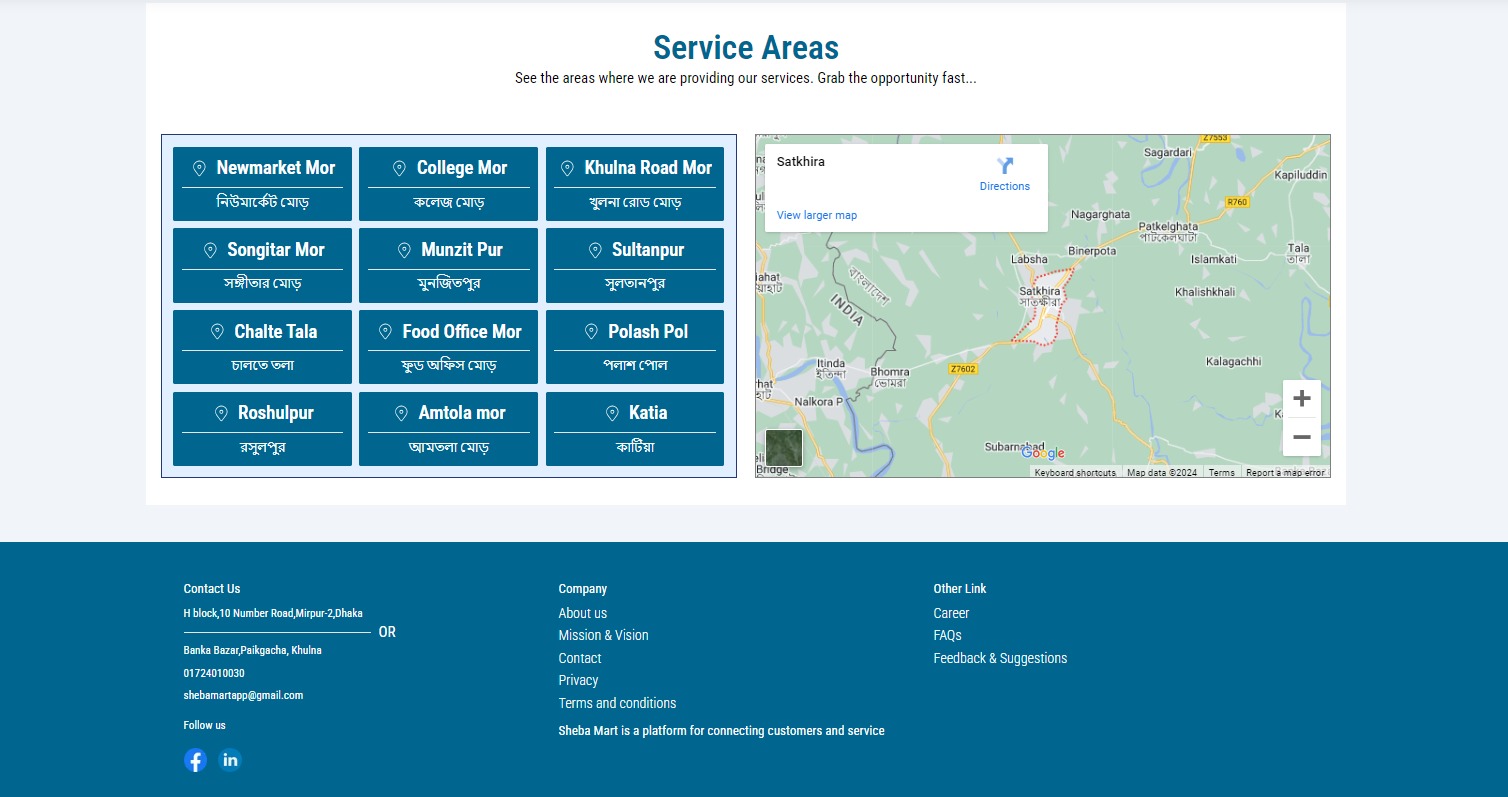 Service Areas
See the areas where we are providing our services. Grab the opportunity fast...
Newmarket Mor
নিউমার্কেট মোড়
College Mor
কলেজ মোড়
Khulna Road Mor
খুলনা রোড মোড়
Songitar Mor
সঙ্গীতার মোড়
Munzit Pur
মুনজিতপুর
Sultanpur
সুলতানপুর
Chalte Tala
চালতে তলা
Food Office Mor
ফুড অফিস মোড়
Polash Pol
পলাশ পোল
Roshulpur
রসুলপুর
Amtola mor
আমতলা মোড়
Katia
কাটিয়া
Satkhira
Directions
View larger map
Z7553
Sagardari
Kapiluddin
R760
Nagarghata
Patkelghata
পাটকেলঘাটা
Binerpota
Labsha
Islamkati
Tala
তালা
বাংলাদেশ
INDIA
Satkhira
সাতক্ষীরা
Khalishkhali
Kalagachhi
Itinda
ইতিন্দা
Bhomra
ভোমরা
Z7602
Nalkora P
Subarnabad
Bridge
Google
Keyboard shortcuts
Map data ©2024
Terms
Report a map error
Contact Us
H block,10 Number Road,Mirpur-2,Dhaka
OR
Banka Bazar,Paikgacha, Khulna
01724010030
shebamartapp@gmail.com
Follow us
Company
About us
Mission & Vision
Contact
Privacy
Terms and conditions
Sheba Mart is a platform for connecting customers and service
Other Link
Career
FAQs
Feedback & Suggestions